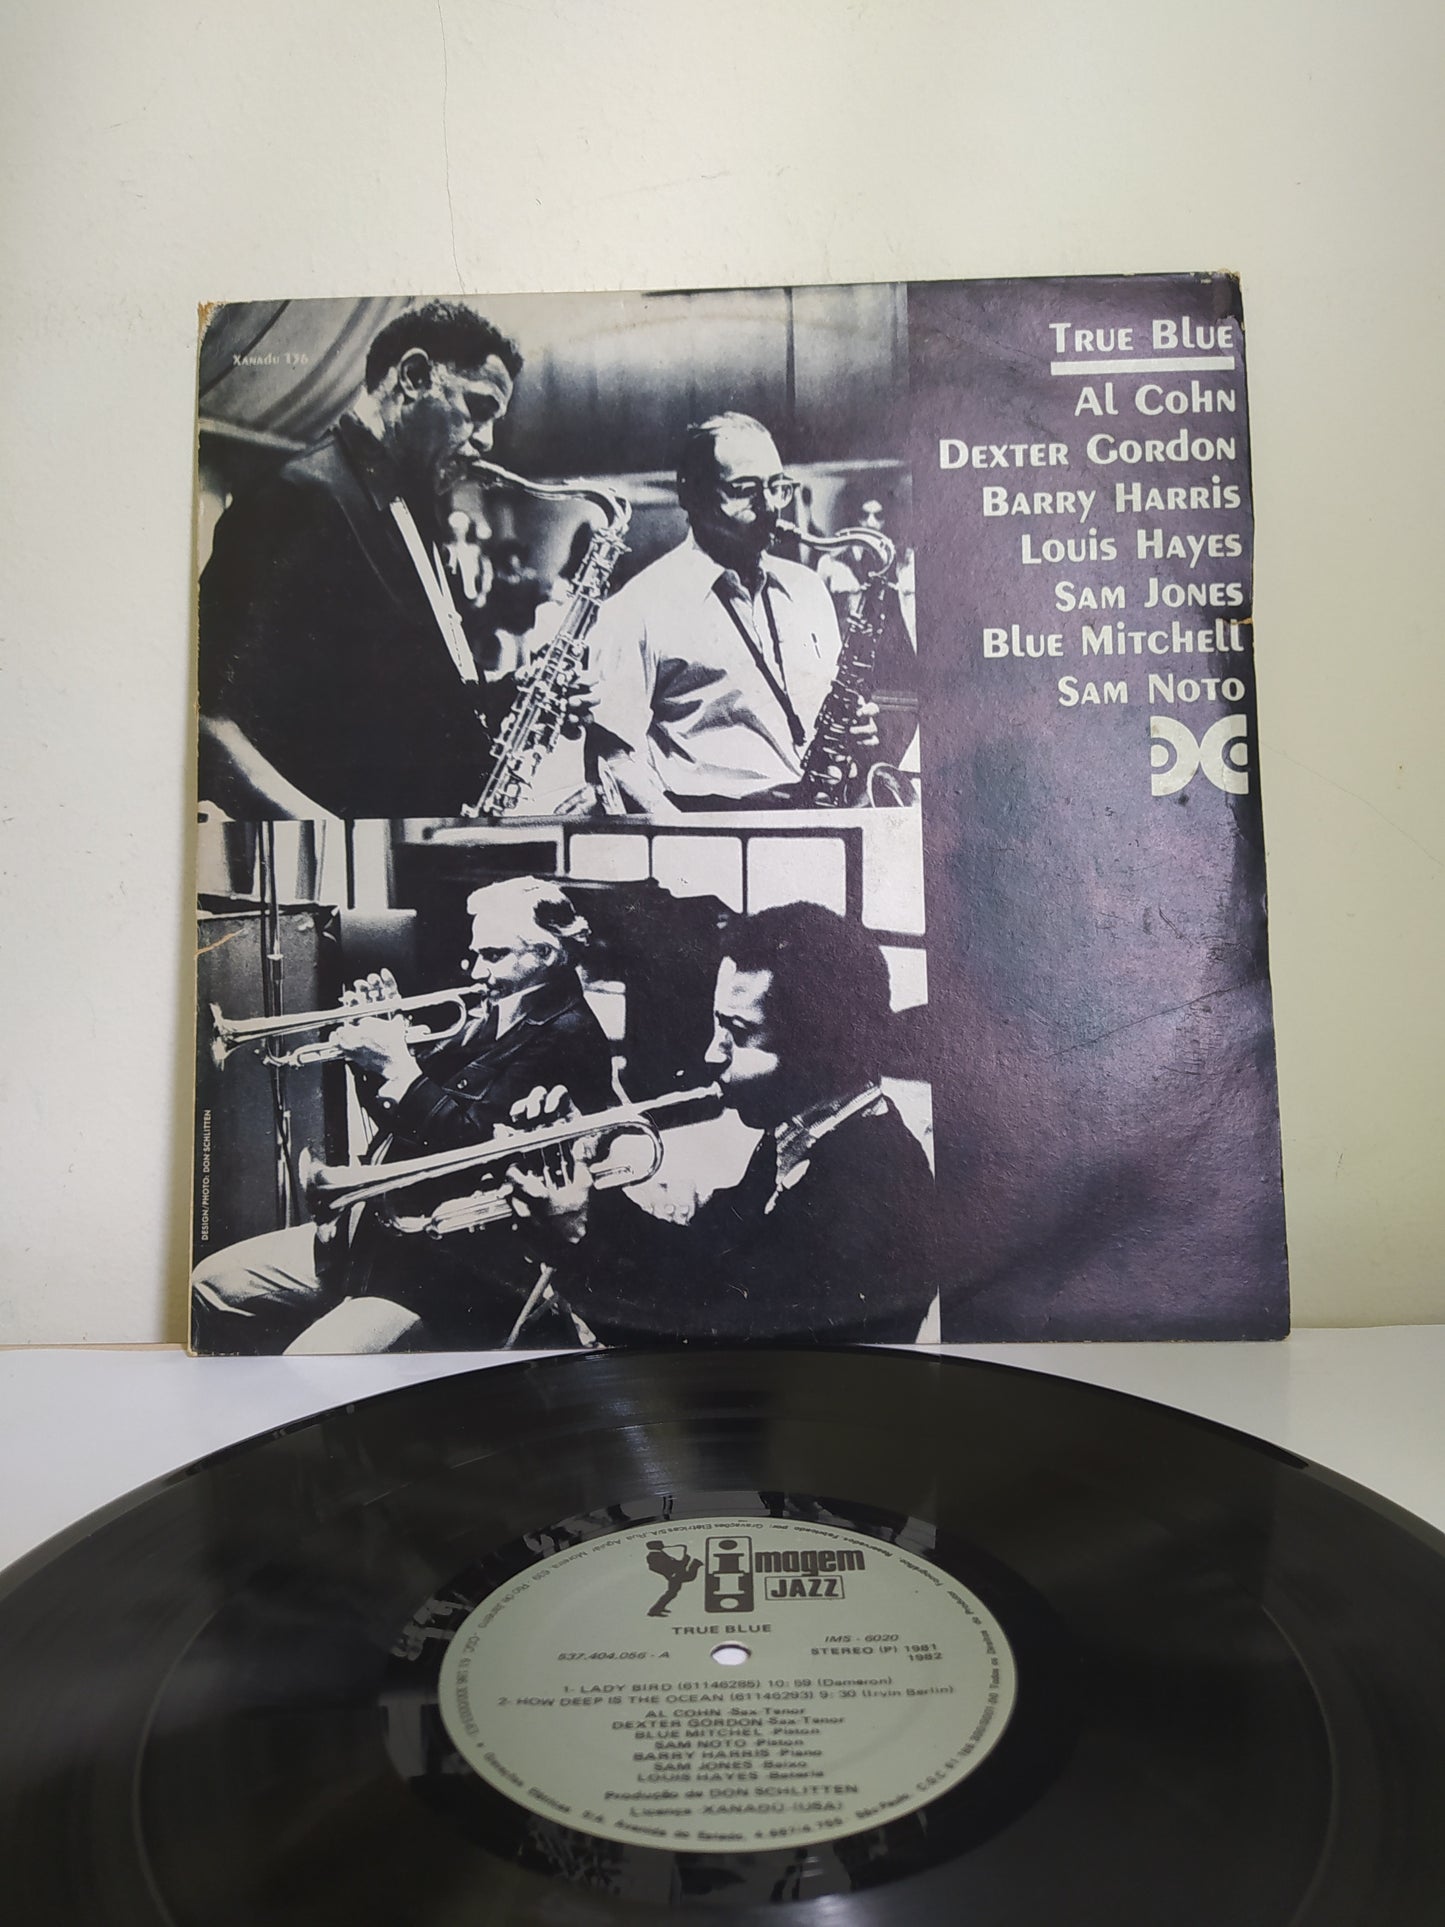 Xanadu 136
True Blue
Al Cohn
Dexter Gordon
Barry Harris
Louis Hayes
Sam Jones
Blue Mitchell
Sam Noto
DESIGN/PHOTO: DON SCHLITTEN
imagem
JAZZ
TRUE BLUE
537.404.056 - A
IMS - 6020
STEREO (P) 1981
1982
1- LADY BIRD (61146285) 10: 59 (Dameron)
2- HOW DEEP IS THE OCEAN (61146293) 9: 30 (Irvin Berlin)
AL COHN -Sax-Tenor
DEXTER GORDON-Sax-Tenor
BLUE MITCHEL -Piston
SAM NOTO -Piston
BARRY HARRIS -Piano
SAM JONES -Baixo
LOUIS HAYES -Bateria
Produção de DON SCHLITTEN
Licença -XANADU (USA)